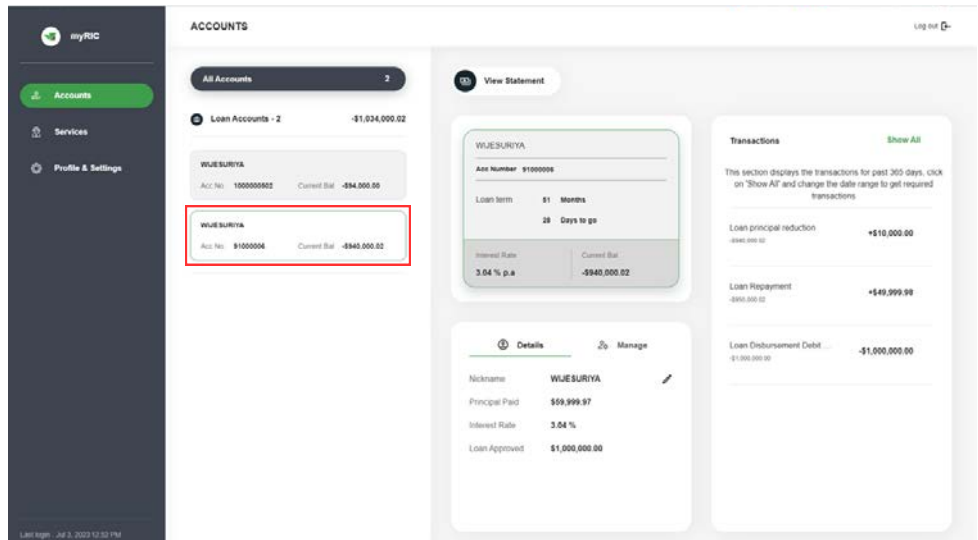 myRIC
Accounts
Services
Profile & Settings
Last login : Jul 3, 2023 12:52 PM
ACCOUNTS
Log out
All Accounts 2
Loan Accounts - 2 -$1,034,000.02
WIJESURIYA
Acc No: 1000000502 Current Bal -$94,000.00
WIJESURIYA
Acc No: 91000006 Current Bal -$940,000.02
View Statement
WIJESURIYA
Acc Number 91000006
Loan term 51 Months
28 Days to go
Interest Rate Current Bal
3.04 % p.a -$940,000.02
Details Manage
Nickname WIJESURIYA
Principal Paid $59,999.97
Interest Rate 3.04 %
Loan Approved $1,000,000.00
Transactions Show All
This section displays the transactions for past 365 days, click
on 'Show All' and change the date range to get required
transactions
Loan principal reduction +$10,000.00
-$940,000.02
Loan Repayment +$49,999.98
-$950,000.02
Loan Disbursement Debit ... -$1,000,000.00
-$1,000,000.00